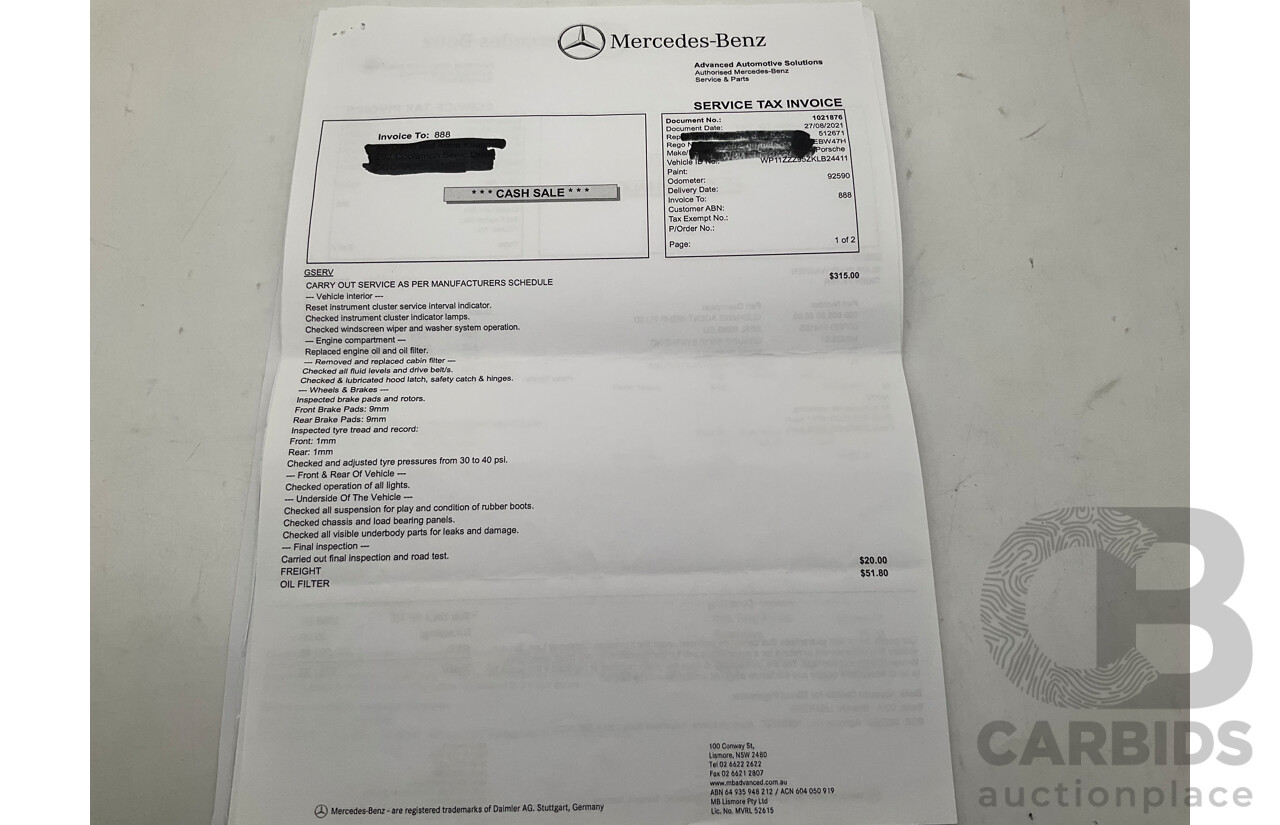 Mercedes-Benz
Advanced Automotive Solutions
Authorised Mercedes-Benz
Service & Parts
SERVICE TAX INVOICE
Invoice To: 888
*** CASH SALE ***
Document No.: 1021876
Document Date: 27/08/2021
512671
Rego EBW47H
Make/ Porsche
Vehicle ID No.: WP11ZZZ95ZKLB24411
Paint:
Odometer: 92590
Delivery Date:
Invoice To: 888
Customer ABN:
Tax Exempt No.:
P/Order No.:
Page: 1 of 2
GSERV
CARRY OUT SERVICE AS PER MANUFACTURERS SCHEDULE $315.00
--- Vehicle interior ---
Reset instrument cluster service interval indicator.
Checked instrument cluster indicator lamps.
Checked windscreen wiper and washer system operation.
--- Engine compartment ---
Replaced engine oil and oil filter.
--- Removed and replaced cabin filter ---
Checked all fluid levels and drive belt/s.
Checked & lubricated hood latch, safety catch & hinges.
--- Wheels & Brakes ---
Inspected brake pads and rotors.
Front Brake Pads: 9mm
Rear Brake Pads: 9mm
Inspected tyre tread and record:
Front: 1mm
Rear: 1mm
Checked and adjusted tyre pressures from 30 to 40 psi.
--- Front & Rear Of Vehicle ---
Checked operation of all lights.
--- Underside Of The Vehicle ---
Checked all suspension for play and condition of rubber boots.
Checked chassis and load bearing panels.
Checked all visible underbody parts for leaks and damage.
--- Final inspection ---
Carried out final inspection and road test.
FREIGHT $20.00
OIL FILTER $51.80
100 Conway St,
Lismore, NSW 2480
Tel 02 6622 2622
Fax 02 6621 2807
www.mbadvanced.com.au
ABN 64 935 948 212 / ACN 604 050 919
MB Lismore Pty Ltd
Lic. No. MVRL 52615
Mercedes-Benz - are registered trademarks of Daimler AG. Stuttgart, Germany
CARBIDS
auctionplace